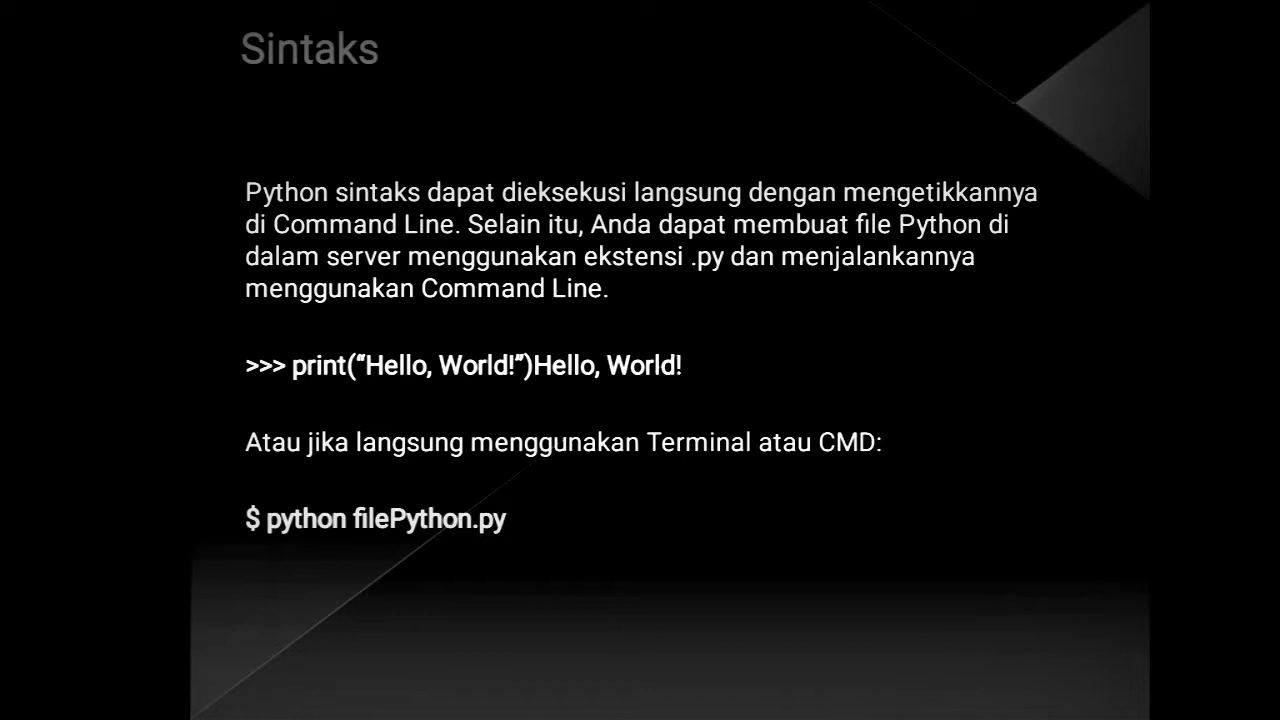 Sintaks
Python sintaks dapat dieksekusi langsung dengan mengetikkannya
di Command Line. Selain itu, Anda dapat membuat file Python di
dalam server menggunakan ekstensi .py dan menjalankannya
menggunakan Command Line.
>>> print(“Hello, World!”)Hello, World!
Atau jika langsung menggunakan Terminal atau CMD:
$ python filePython.py